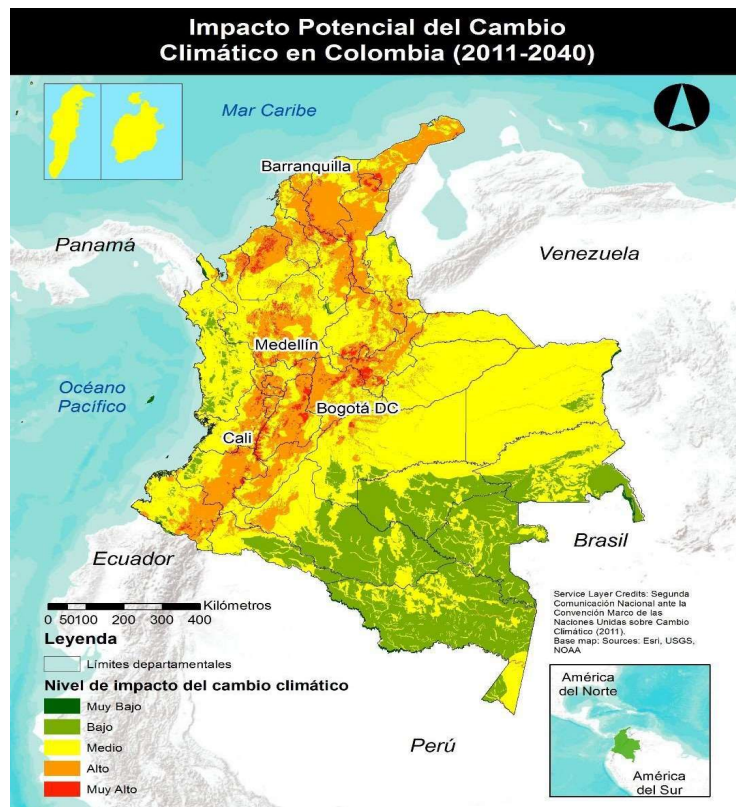 Impacto Potencial del Cambio
Climático en Colombia (2011-2040)
Mar Caribe
Barranquilla
Panamá
Venezuela
Medellín
Océano
Pacífico
Bogotá DC
Cali
Ecuador
Brasil
Perú
0 50100 200 300 400 Kilómetros
Leyenda
Límites departamentales
Nivel de impacto del cambio climático
Muy Bajo
Bajo
Medio
Alto
Muy Alto
Service Layer Credits: Segunda
Comunicación Nacional ante la
Convención Marco de las
Naciones Unidas sobre Cambio
Climático (2011).
Base map: Sources: Esri, USGS,
NOAA
América
del Norte
América
del Sur